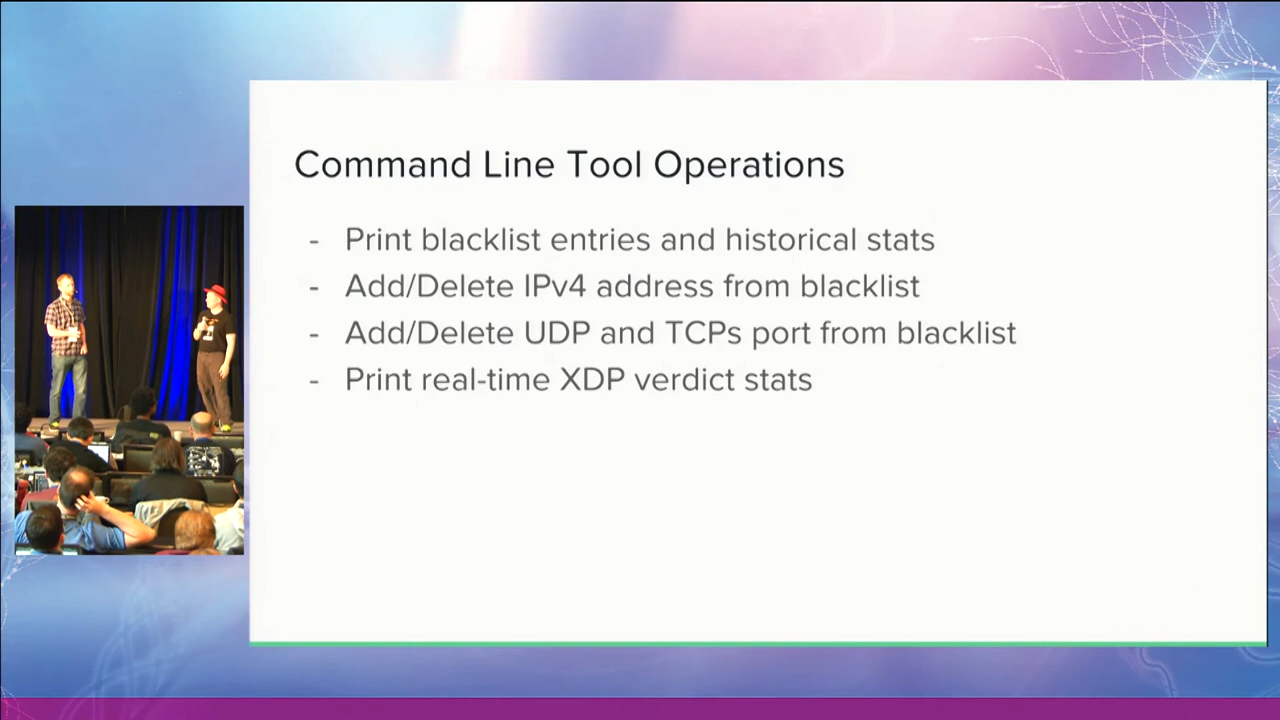 Command Line Tool Operations
- Print blacklist entries and historical stats
- Add/Delete IPv4 address from blacklist
- Add/Delete UDP and TCPs port from blacklist
- Print real-time XDP verdict stats